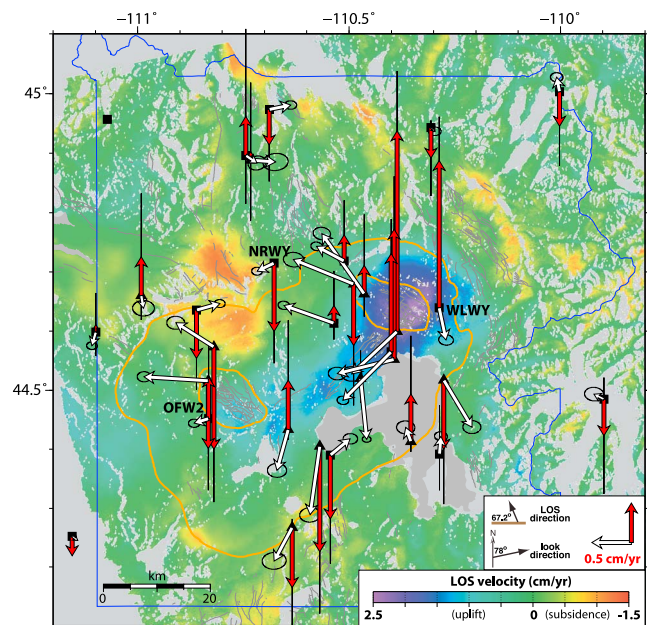 −111° −110.5° −110°
45°
NRWY
WLWY
44.5°
OFW2
LOS
direction
67.2°
look
direction
78°
0.5 cm/yr
km
0 20
LOS velocity (cm/yr)
2.5 (uplift) 0 (subsidence) -1.5